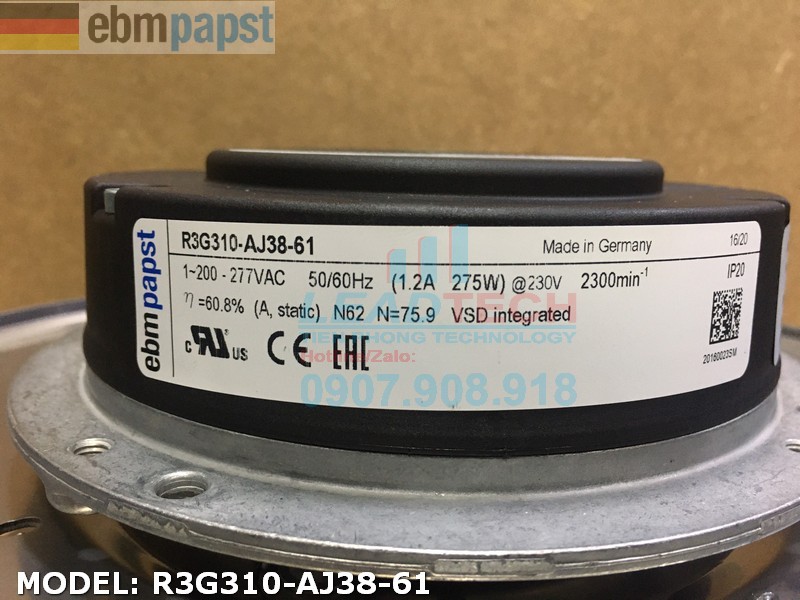 ebmpapst
R3G310-AJ38-61
Made in Germany
16/20
1~200 - 277VAC 50/60Hz (1.2A 275W) @230V 2300min-1
IP20
η =60.8% (A, static) N62 N=75.9 VSD integrated
ebmpapst
c RU US CE EAC
LEADTECH
TECHNOLOGY
Hotline/Zalo:
0907.908.918
MODEL: R3G310-AJ38-61